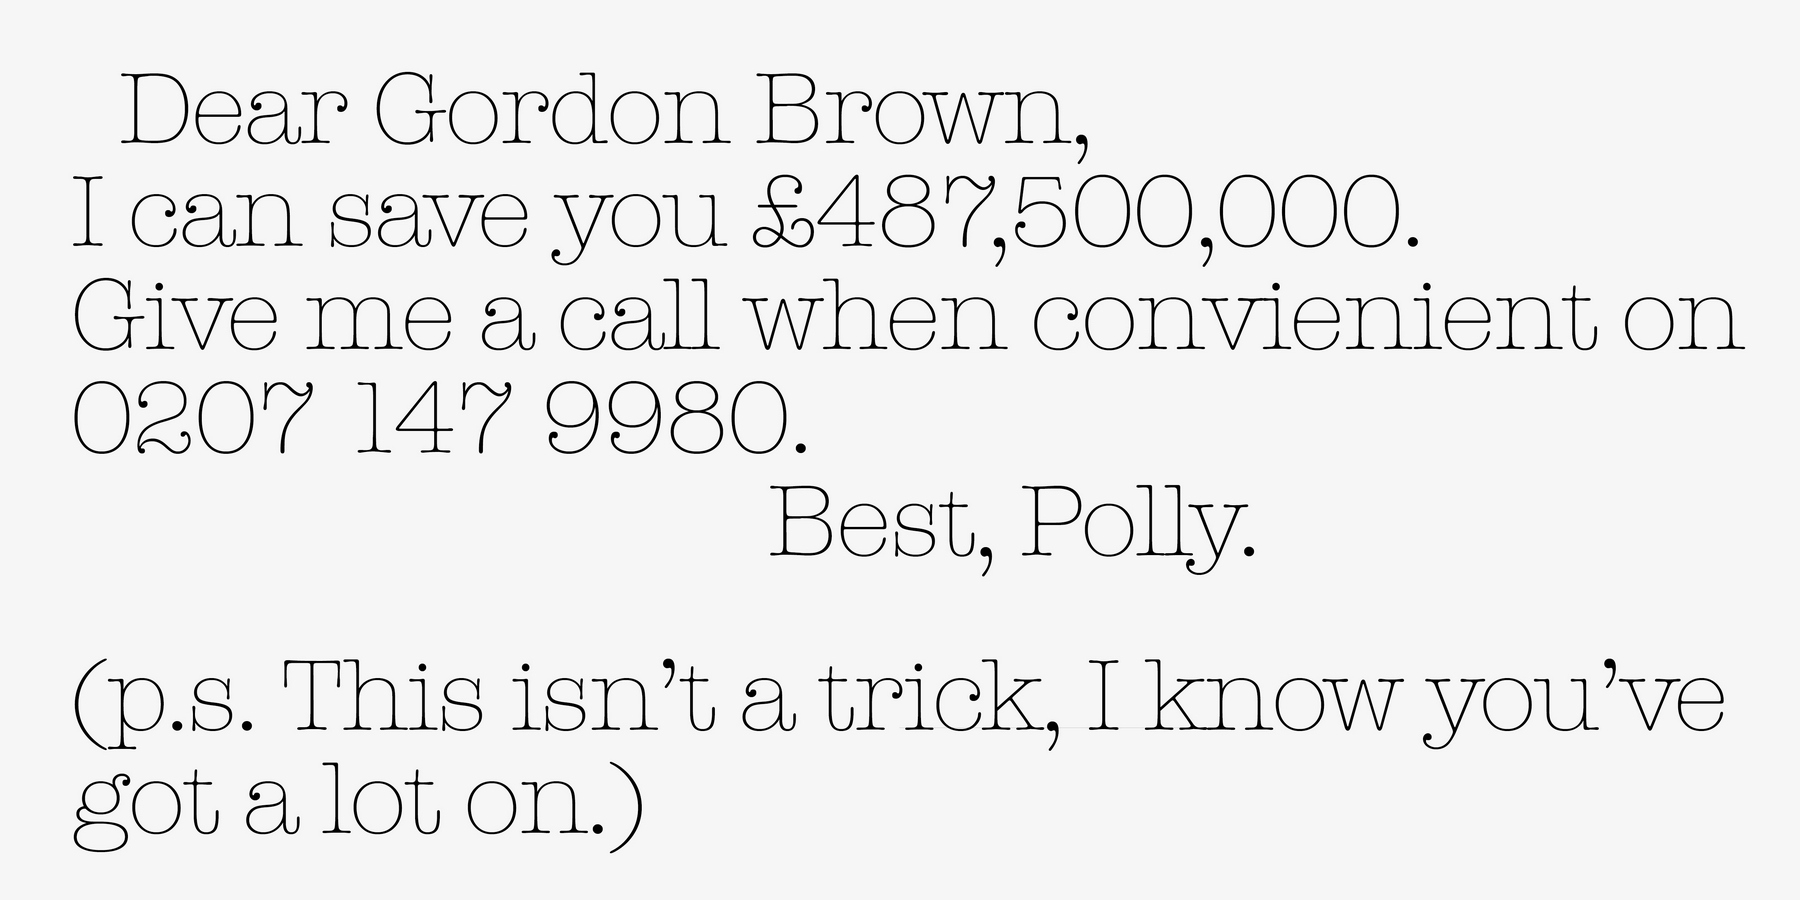 Dear Gordon Brown,
I can save you £487,500,000.
Give me a call when convienient on
0207 147 9980.
Best, Polly.
(p.s. This isn’t a trick, I know you’ve
got a lot on.)